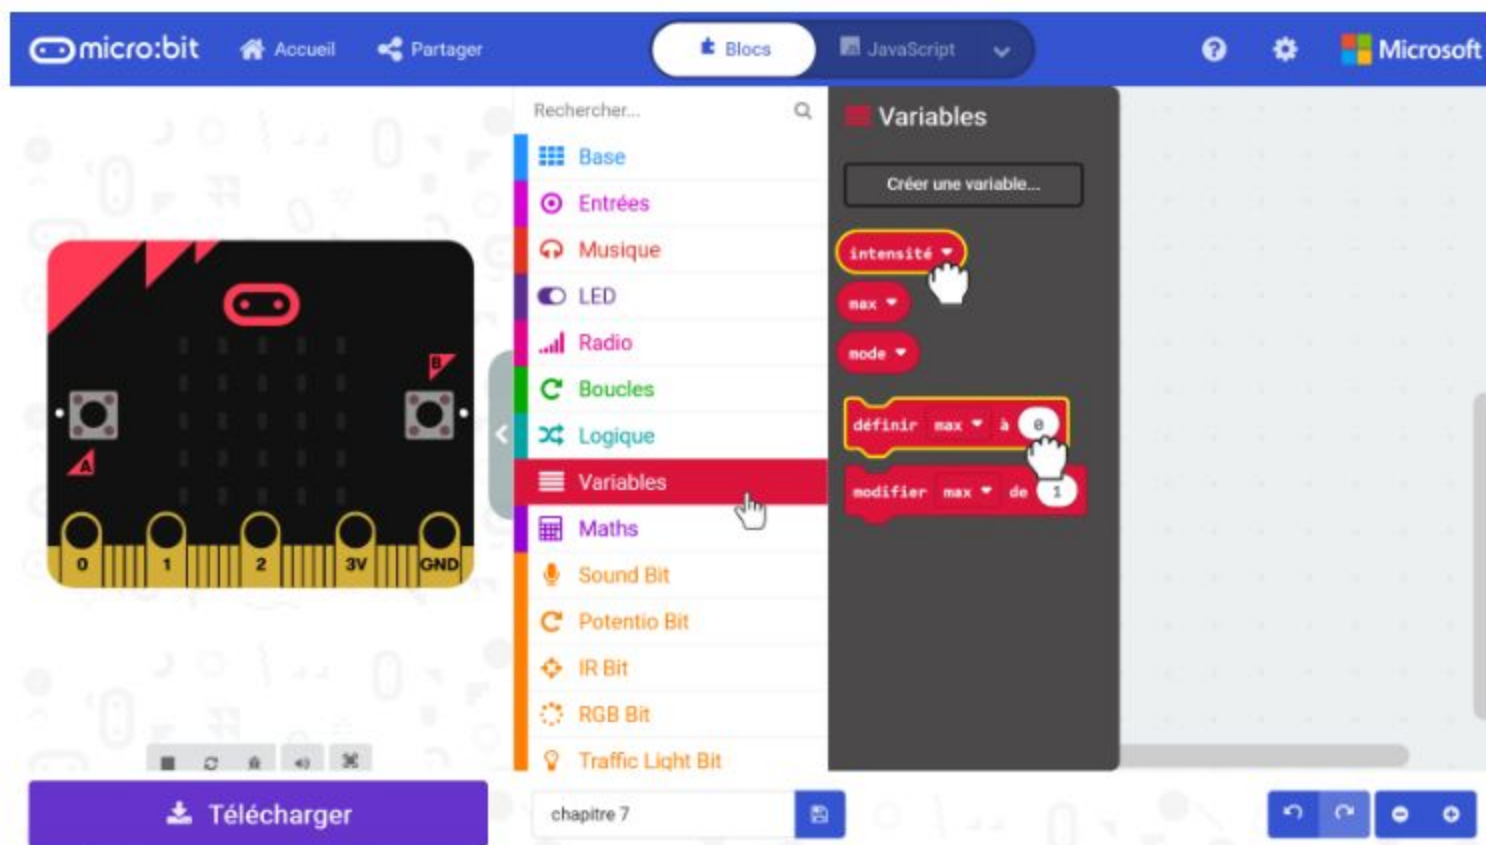 micro:bit Accueil Partager Blocs JavaScript Microsoft
Rechercher...
Base
Entrées
Musique
LED
Radio
Boucles
Logique
Variables
Maths
Sound Bit
Potentio Bit
IR Bit
RGB Bit
Traffic Light Bit
Variables
Créer une variable...
intensité
max
mode
définir max à 0
modifier max de 1
B
A
0 1 2 3V GND
Télécharger
chapitre 7